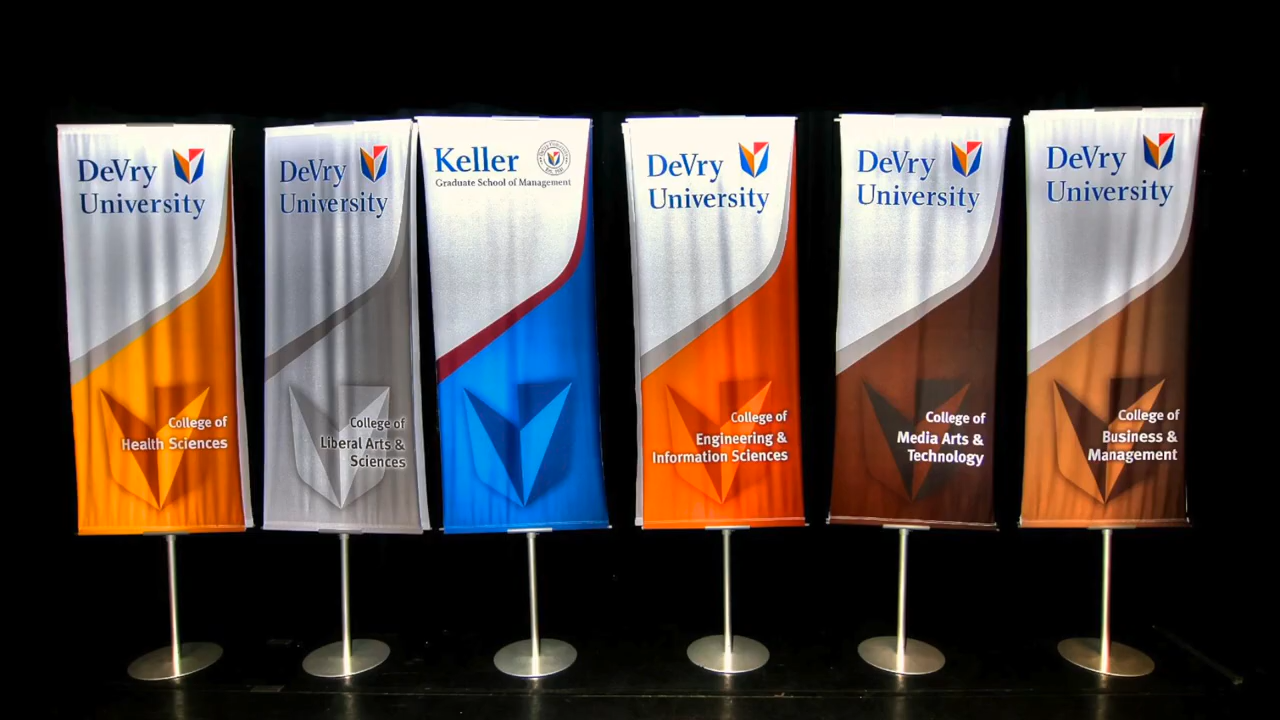 DeVry
University
College of
Health Sciences
DeVry
University
College of
Liberal Arts &
Sciences
Keller
Graduate School of Management
DeVry
University
College of
Engineering &
Information Sciences
DeVry
University
College of
Media Arts &
Technology
DeVry
University
College of
Business &
Management